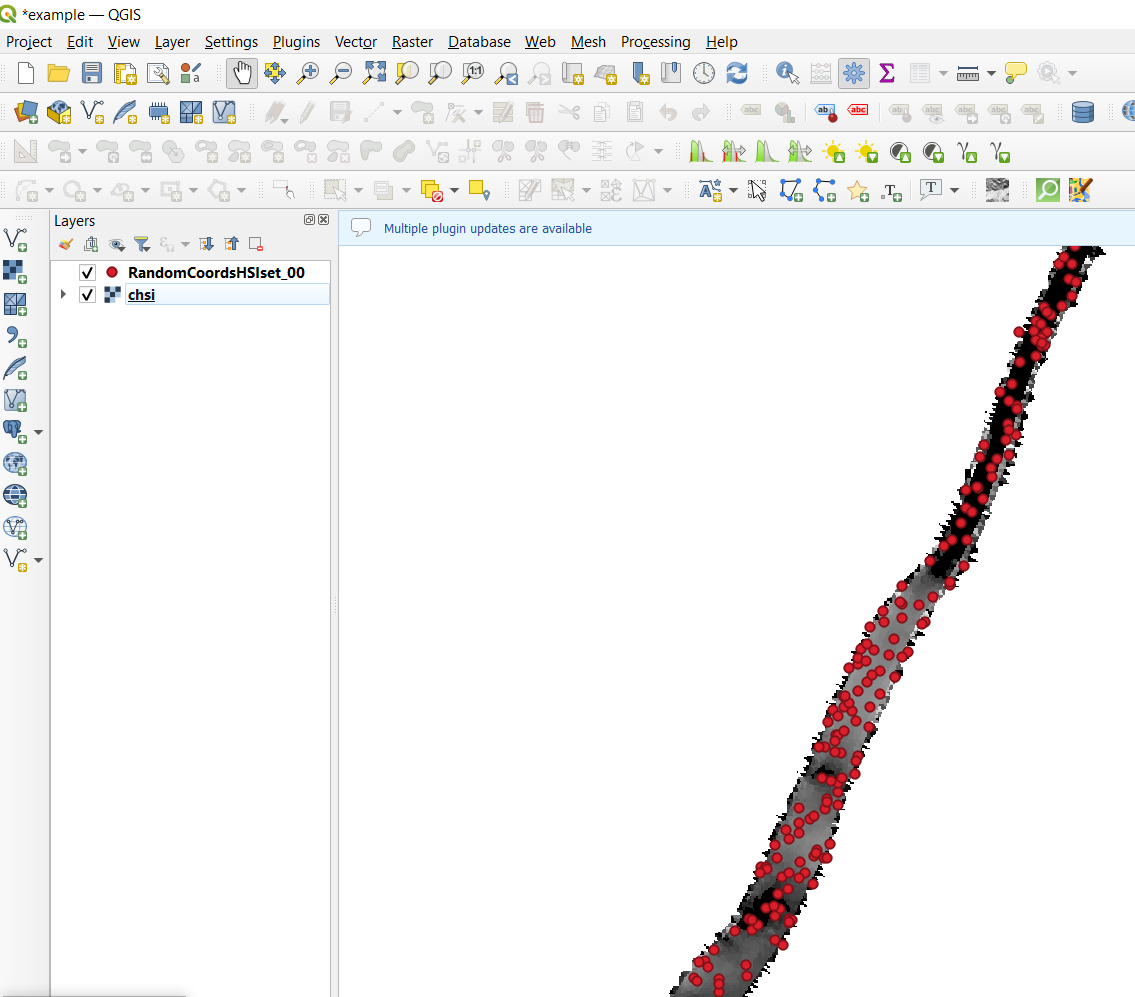 *example — QGIS
Project Edit View Layer Settings Plugins Vector Raster Database Web Mesh Processing Help
Layers
Multiple plugin updates are available
RandomCoordsHSIset_00
chsi